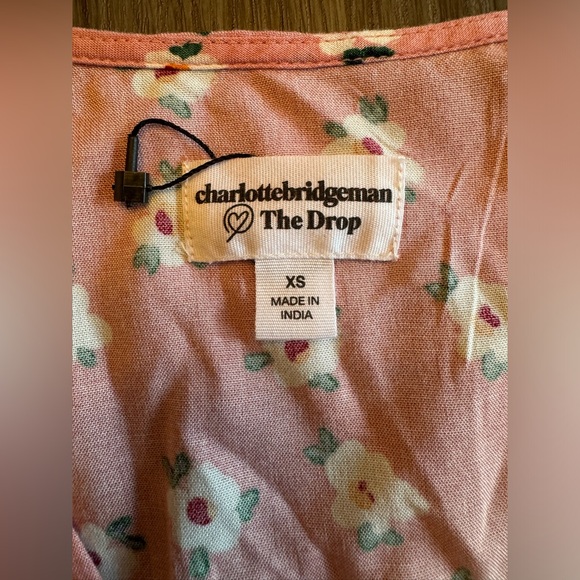 charlottebridgeman
The Drop
XS
MADE IN
INDIA